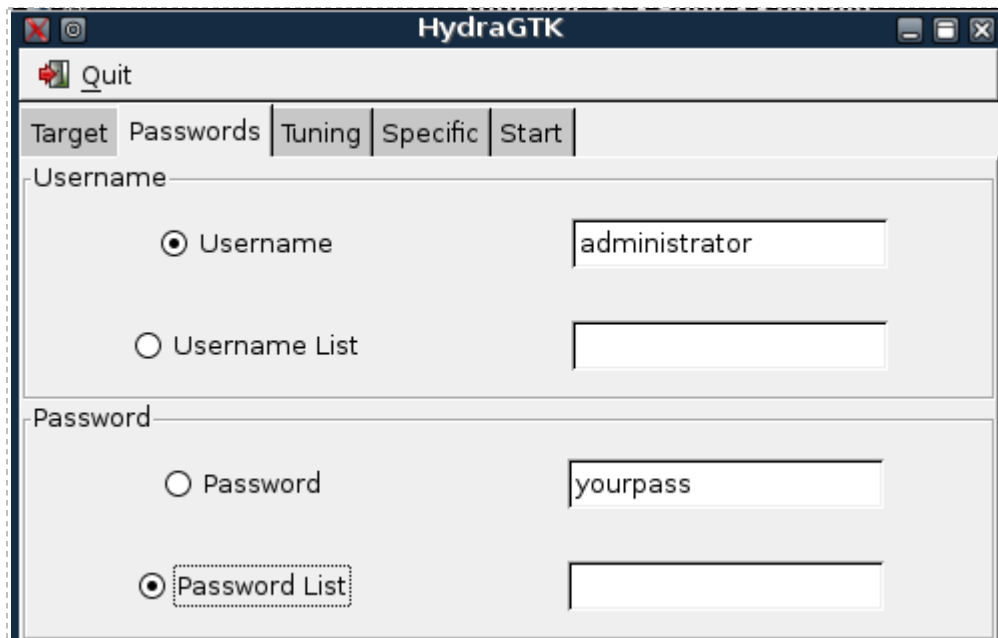 HydraGTK
Quit
Target Passwords Tuning Specific Start
Username
Username administrator
Username List
Password
Password yourpass
Password List